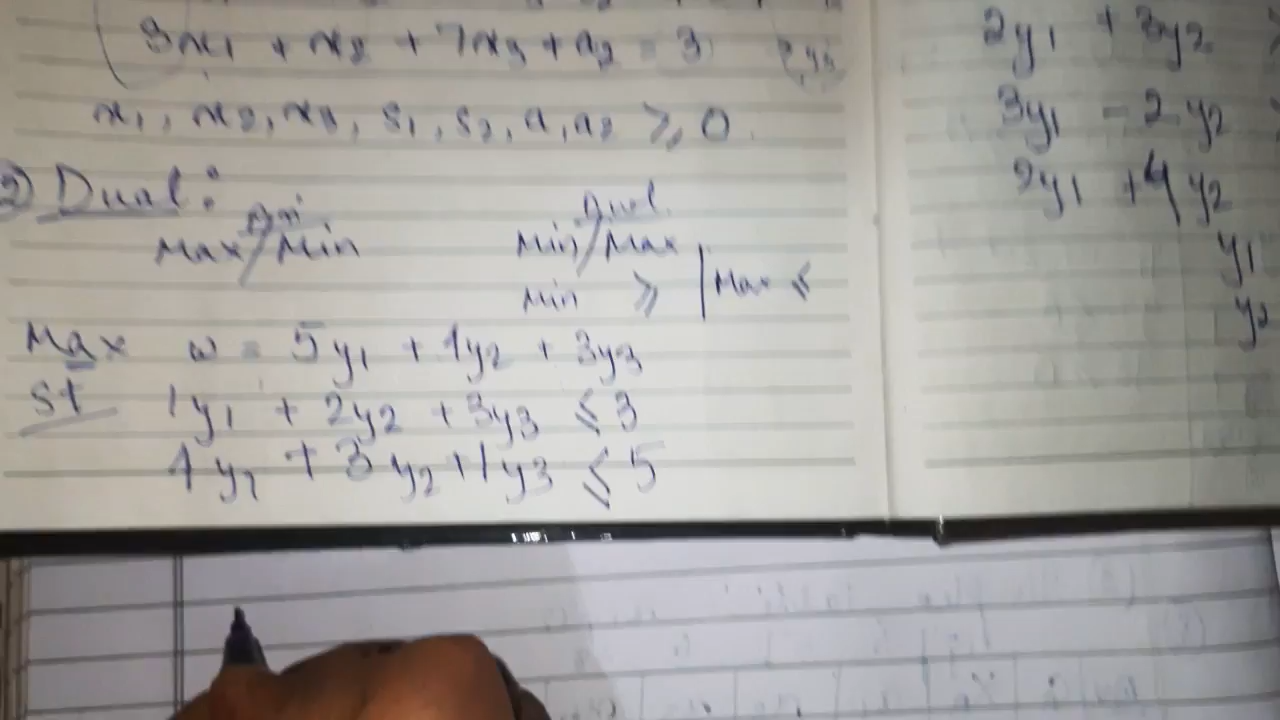 3x1 + x2 + 7x3 + a2 = 3
x1, x2, x3, s1, s2, a, a2 ≥ 0
2) Dual:
Pri Dual
Max/Min Min/Max
Min ≥ | Max ≤
Max w = 5y1 + 1y2 + 3y3
St 1y1 + 2y2 + 3y3 ≤ 3
1y2 + 3y2 + 1y3 ≤ 5
2y1 + 3y2
3y1 - 2y2
2y1 + 4y2
y1
y2